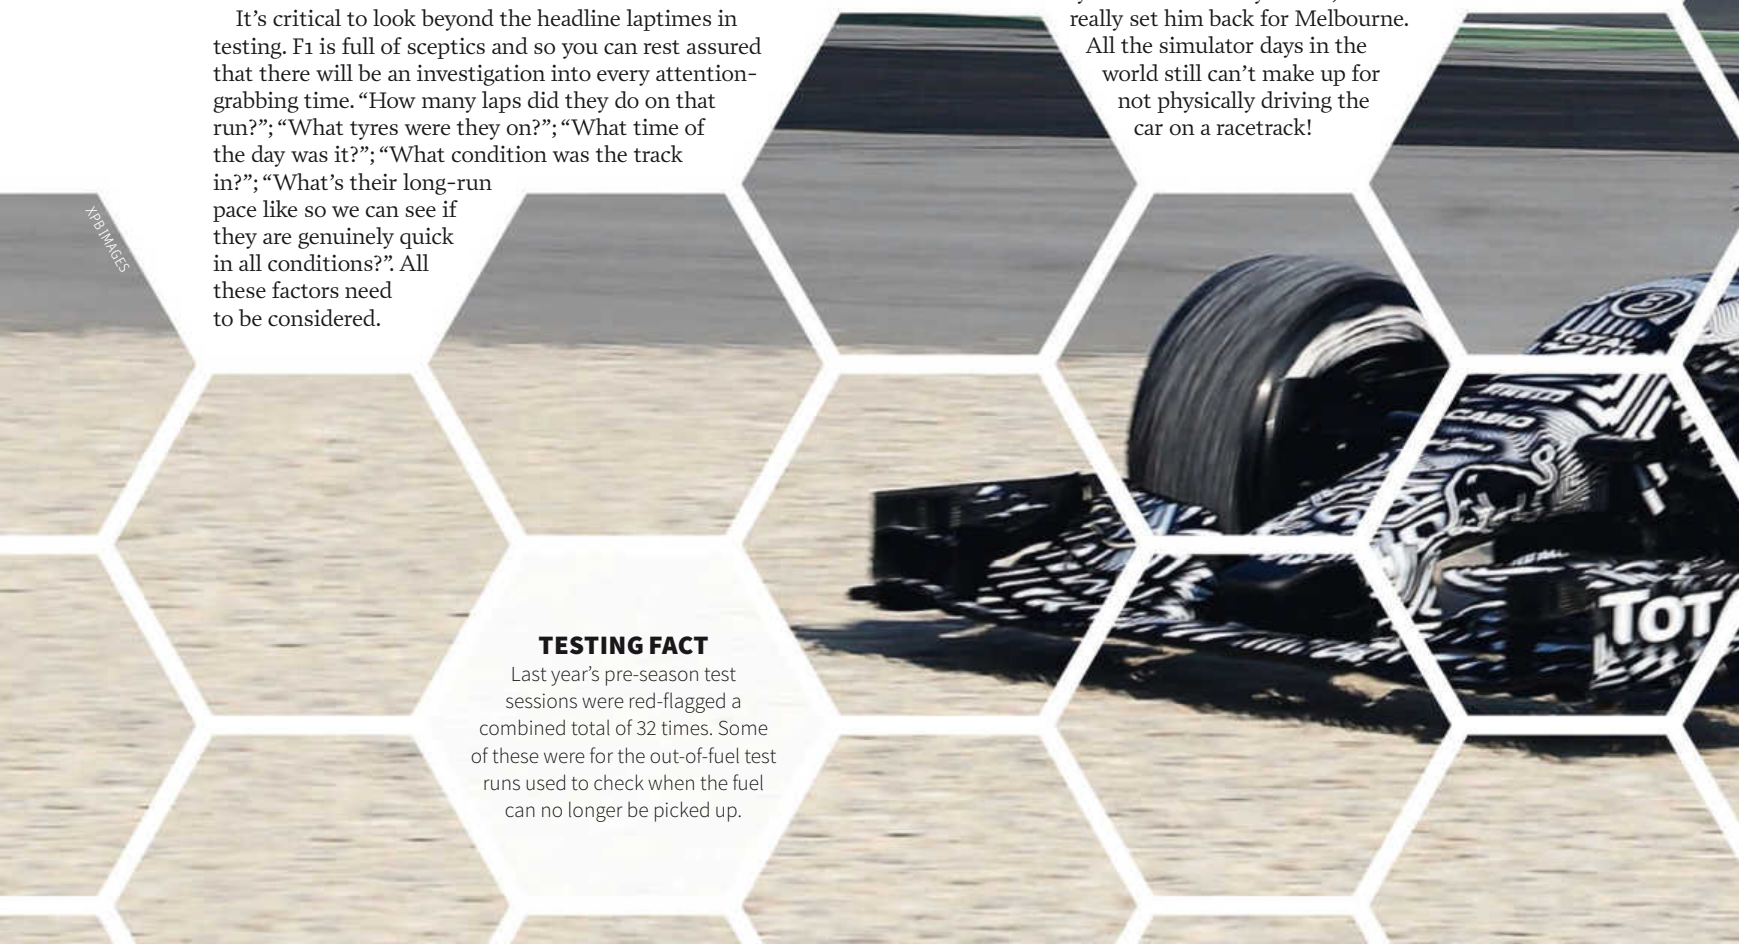 It’s critical to look beyond the headline laptimes in
testing. F1 is full of sceptics and so you can rest assured
that there will be an investigation into every attention-
grabbing time. “How many laps did they do on that
run?”; “What tyres were they on?”; “What time of
the day was it?”; “What condition was the track
in?”; “What’s their long-run
pace like so we can see if
they are genuinely quick
in all conditions?”. All
these factors need
to be considered.
really set him back for Melbourne.
All the simulator days in the
world still can’t make up for
not physically driving the
car on a racetrack!
XPB IMAGES
TOTAL
PIRELLI
CASIO
TOT
TESTING FACT
Last year’s pre-season test
sessions were red-flagged a
combined total of 32 times. Some
of these were for the out-of-fuel test
runs used to check when the fuel
can no longer be picked up.